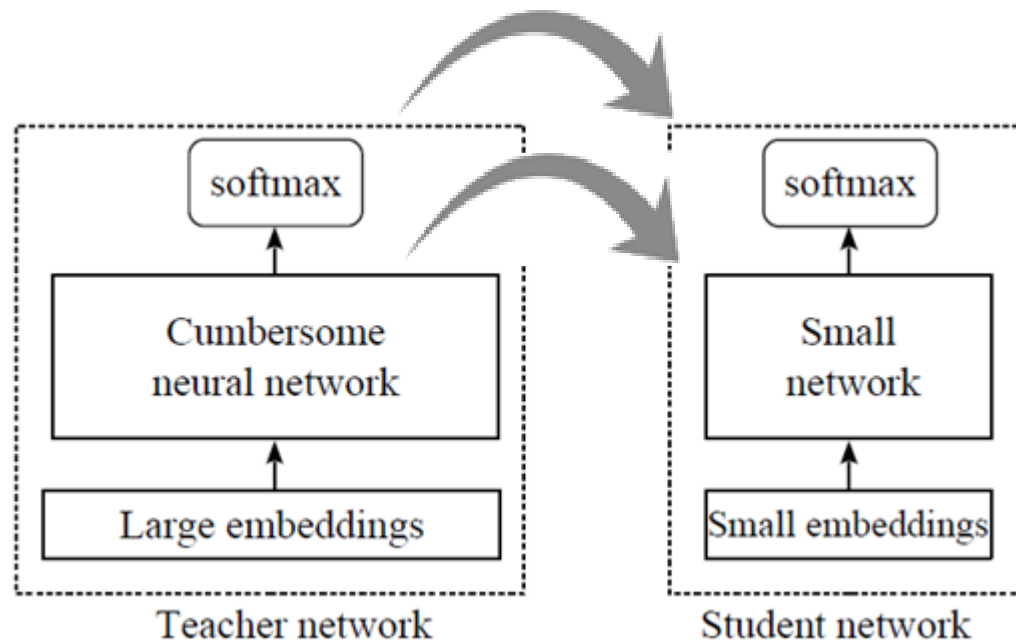 softmax
Cumbersome
neural network
Large embeddings
Teacher network
softmax
Small
network
Small embeddings
Student network